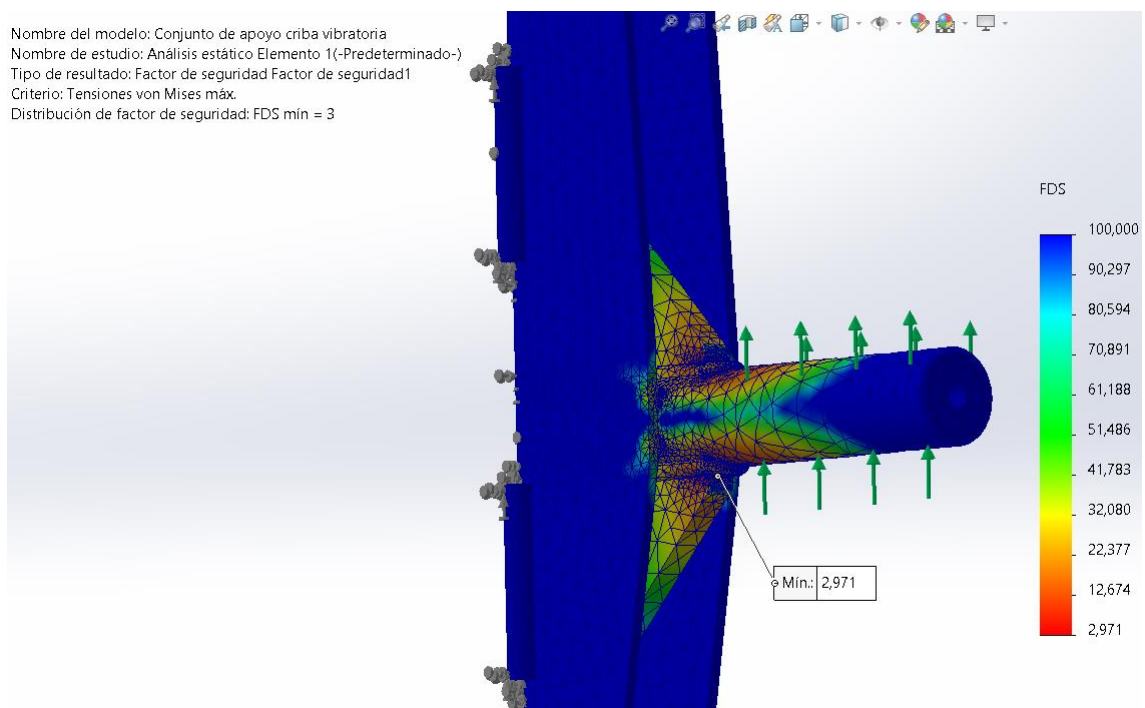 Nombre del modelo: Conjunto de apoyo criba vibratoria
Nombre de estudio: Análisis estático Elemento 1(-Predeterminado-)
Tipo de resultado: Factor de seguridad Factor de seguridad1
Criterio: Tensiones von Mises máx.
Distribución de factor de seguridad: FDS mín = 3
FDS
100,000
90,297
80,594
70,891
61,188
51,486
41,783
32,080
22,377
12,674
2,971
Mín.: 2,971